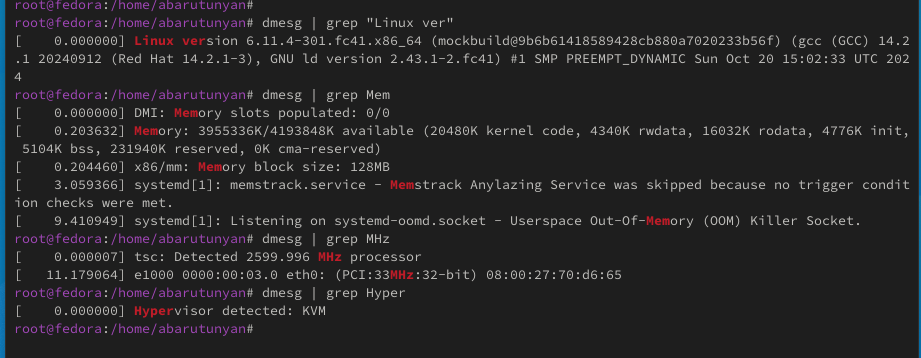 root@fedora:/home/abarutunyan#
root@fedora:/home/abarutunyan# dmesg | grep "Linux ver"
[    0.000000] Linux version 6.11.4-301.fc41.x86_64 (mockbuild@9b6b61418589428cb880a7020233b56f) (gcc (GCC) 14.2
.1 20240912 (Red Hat 14.2.1-3), GNU ld version 2.43.1-2.fc41) #1 SMP PREEMPT_DYNAMIC Sun Oct 20 15:02:33 UTC 202
4
root@fedora:/home/abarutunyan# dmesg | grep Mem
[    0.000000] DMI: Memory slots populated: 0/0
[    0.203632] Memory: 3955336K/4193848K available (20480K kernel code, 4340K rwdata, 16032K rodata, 4776K init,
 5104K bss, 231940K reserved, 0K cma-reserved)
[    0.204460] x86/mm: Memory block size: 128MB
[    3.059366] systemd[1]: memstrack.service - Memstrack Anylazing Service was skipped because no trigger condit
ion checks were met.
[    9.410949] systemd[1]: Listening on systemd-oomd.socket - Userspace Out-Of-Memory (OOM) Killer Socket.
root@fedora:/home/abarutunyan# dmesg | grep MHz
[    0.000007] tsc: Detected 2599.996 MHz processor
[   11.179064] e1000 0000:00:03.0 eth0: (PCI:33MHz:32-bit) 08:00:27:70:d6:65
root@fedora:/home/abarutunyan# dmesg | grep Hyper
[    0.000000] Hypervisor detected: KVM
root@fedora:/home/abarutunyan#